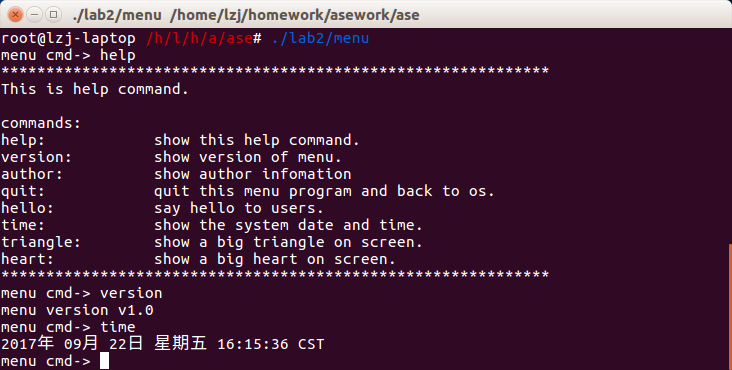 ./lab2/menu  /home/lzj/homework/asework/ase
root@lzj-laptop /h/l/h/a/ase# ./lab2/menu
menu cmd-> help
*************************************************************
This is help command.
commands:
help:            show this help command.
version:         show version of menu.
author:          show author infomation
quit:            quit this menu program and back to os.
hello:           say hello to users.
time:            show the system date and time.
triangle:        show a big triangle on screen.
heart:           show a big heart on screen.
*************************************************************
menu cmd-> version
menu version v1.0
menu cmd-> time
2017年 09月 22日 星期五 16:15:36 CST
menu cmd->